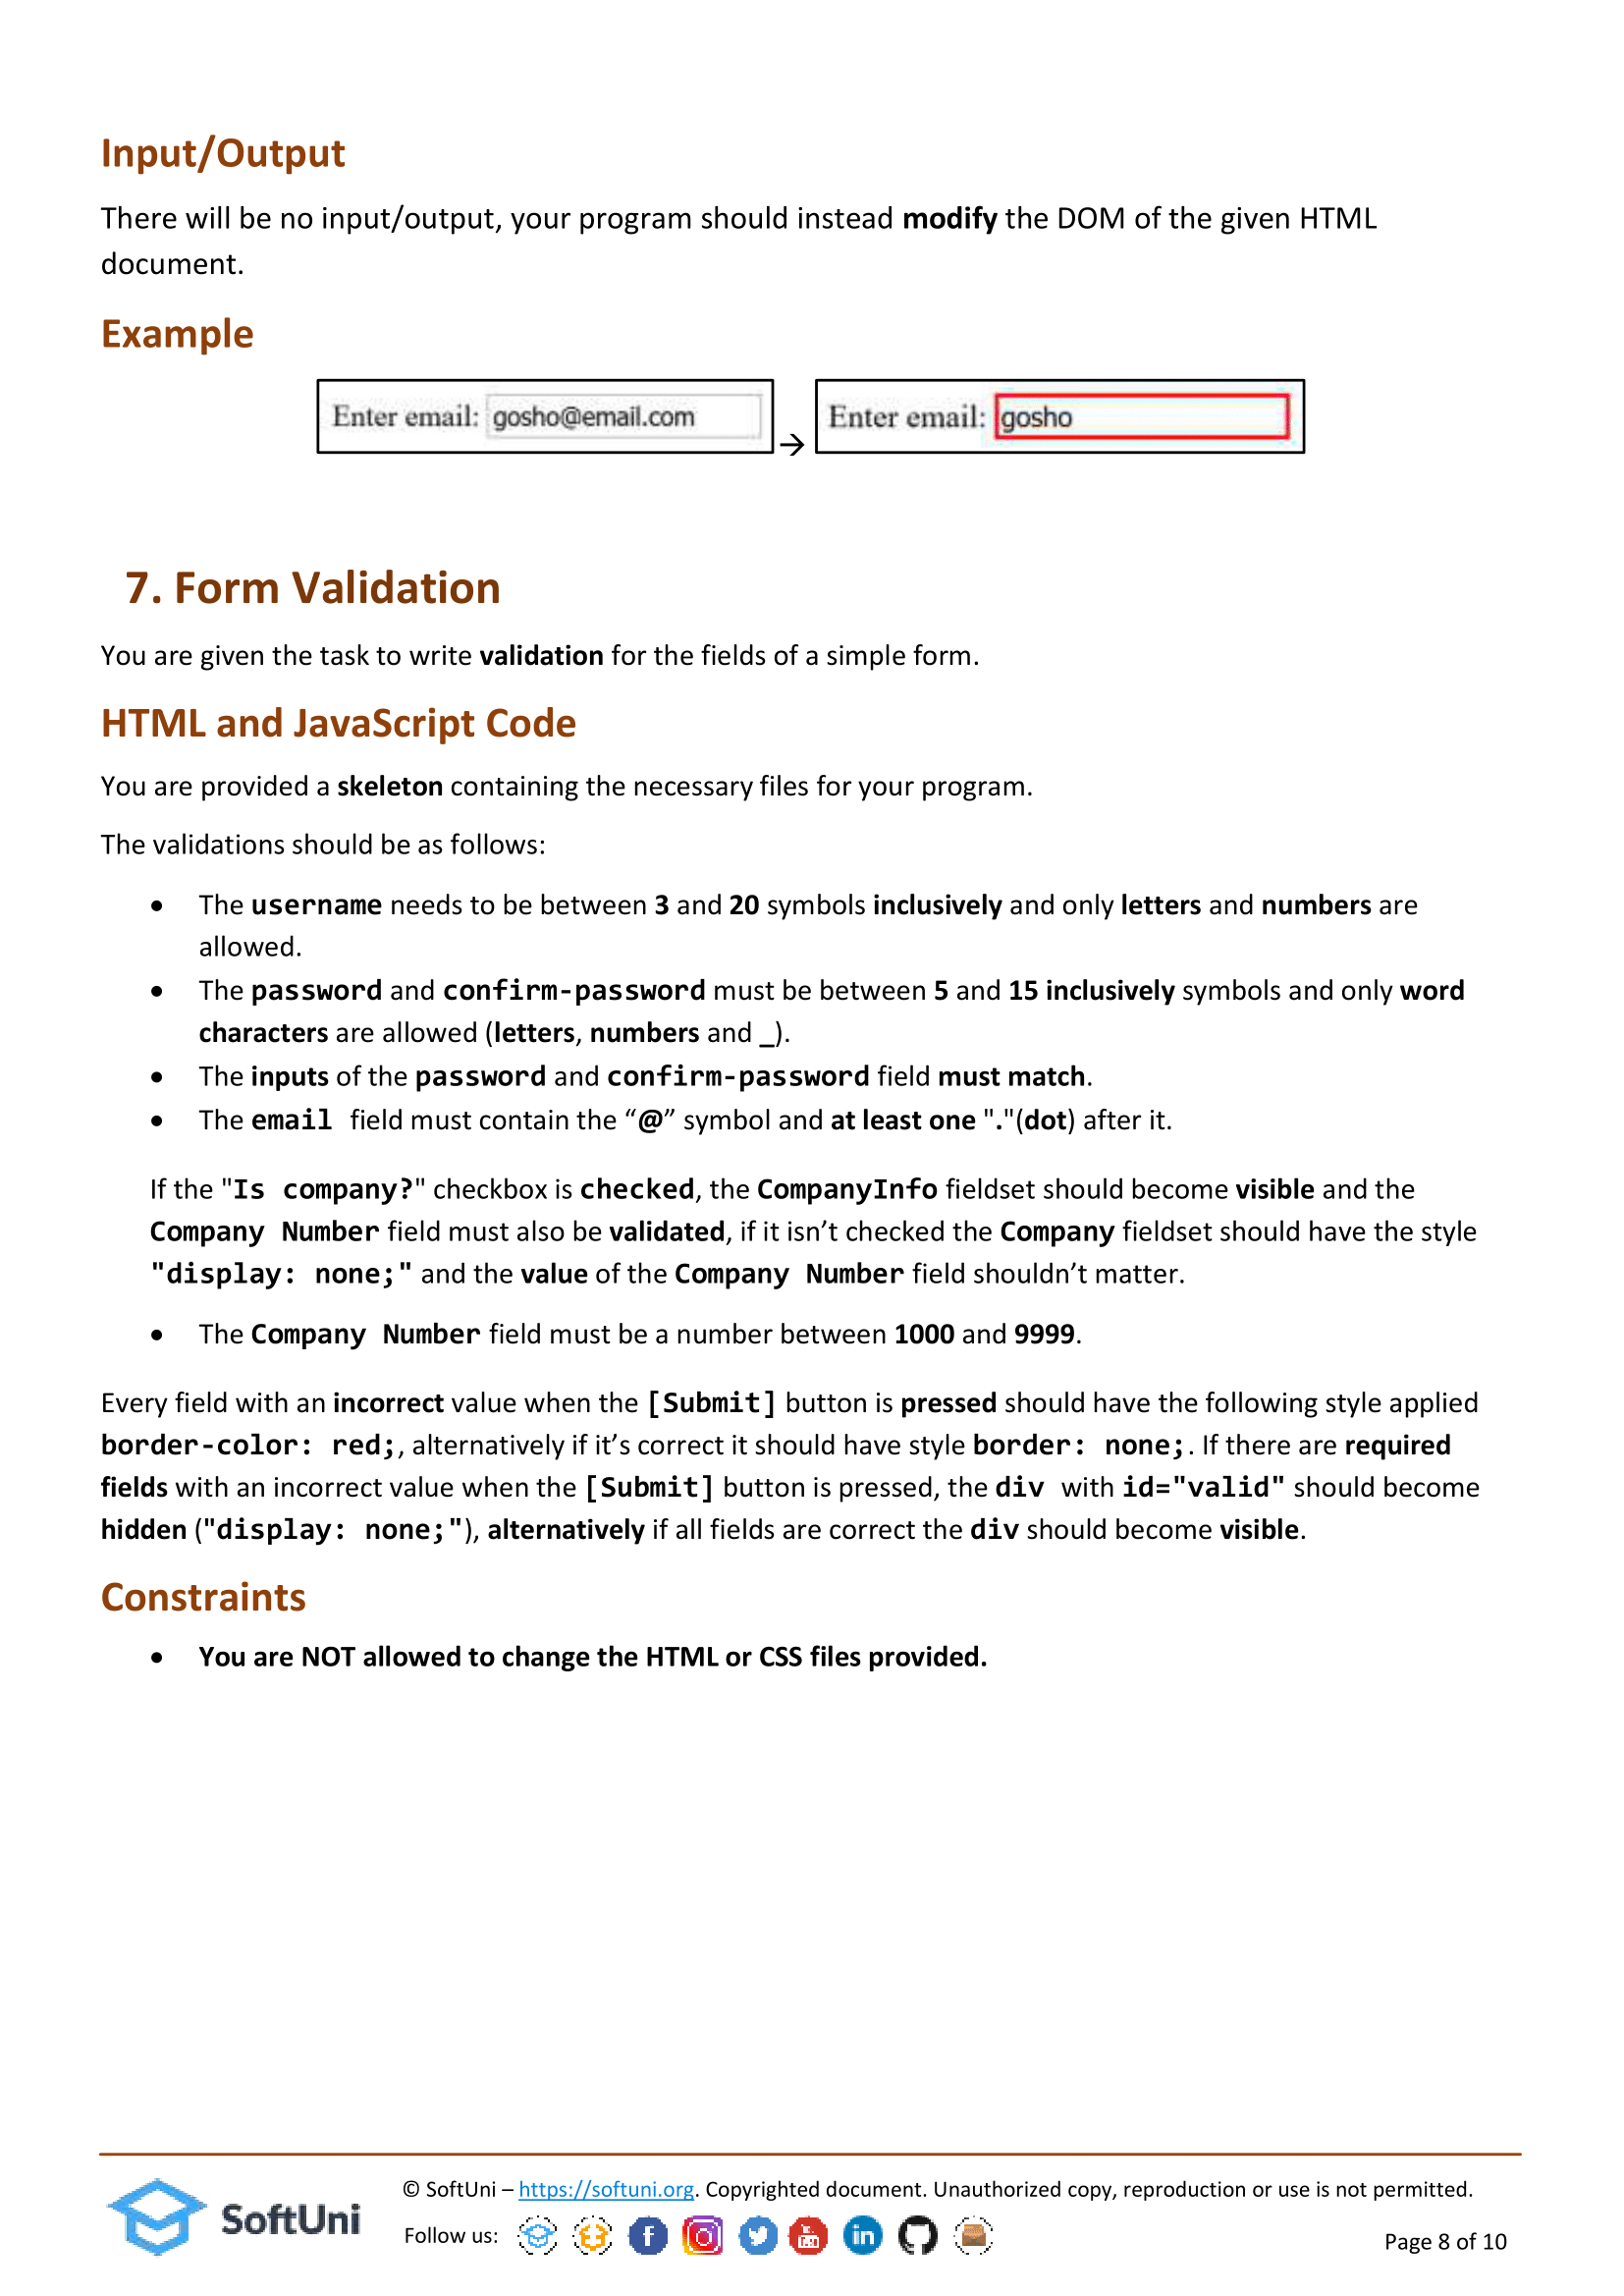 Input/Output
There will be no input/output, your program should instead modify the DOM of the given HTML
document.
Example
Enter email: gosho@email.com → Enter email: gosho
7. Form Validation
You are given the task to write validation for the fields of a simple form.
HTML and JavaScript Code
You are provided a skeleton containing the necessary files for your program.
The validations should be as follows:
• The username needs to be between 3 and 20 symbols inclusively and only letters and numbers are
allowed.
• The password and confirm-password must be between 5 and 15 inclusively symbols and only word
characters are allowed (letters, numbers and _).
• The inputs of the password and confirm-password field must match.
• The email field must contain the “@” symbol and at least one "."(dot) after it.
If the "Is company?" checkbox is checked, the CompanyInfo fieldset should become visible and the
Company Number field must also be validated, if it isn’t checked the Company fieldset should have the style
"display: none;" and the value of the Company Number field shouldn’t matter.
• The Company Number field must be a number between 1000 and 9999.
Every field with an incorrect value when the [Submit] button is pressed should have the following style applied
border-color: red;, alternatively if it’s correct it should have style border: none;. If there are required
fields with an incorrect value when the [Submit] button is pressed, the div with id="valid" should become
hidden ("display: none;"), alternatively if all fields are correct the div should become visible.
Constraints
• You are NOT allowed to change the HTML or CSS files provided.
SoftUni
© SoftUni – https://softuni.org. Copyrighted document. Unauthorized copy, reproduction or use is not permitted.
Follow us:
Page 8 of 10